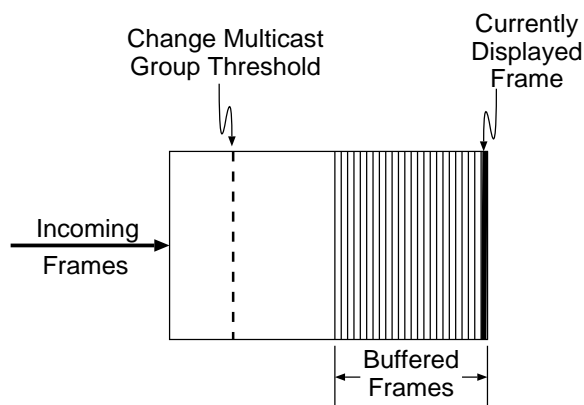 Change Multicast
Group Threshold
Currently
Displayed
Frame
Incoming
Frames
Buffered
Frames